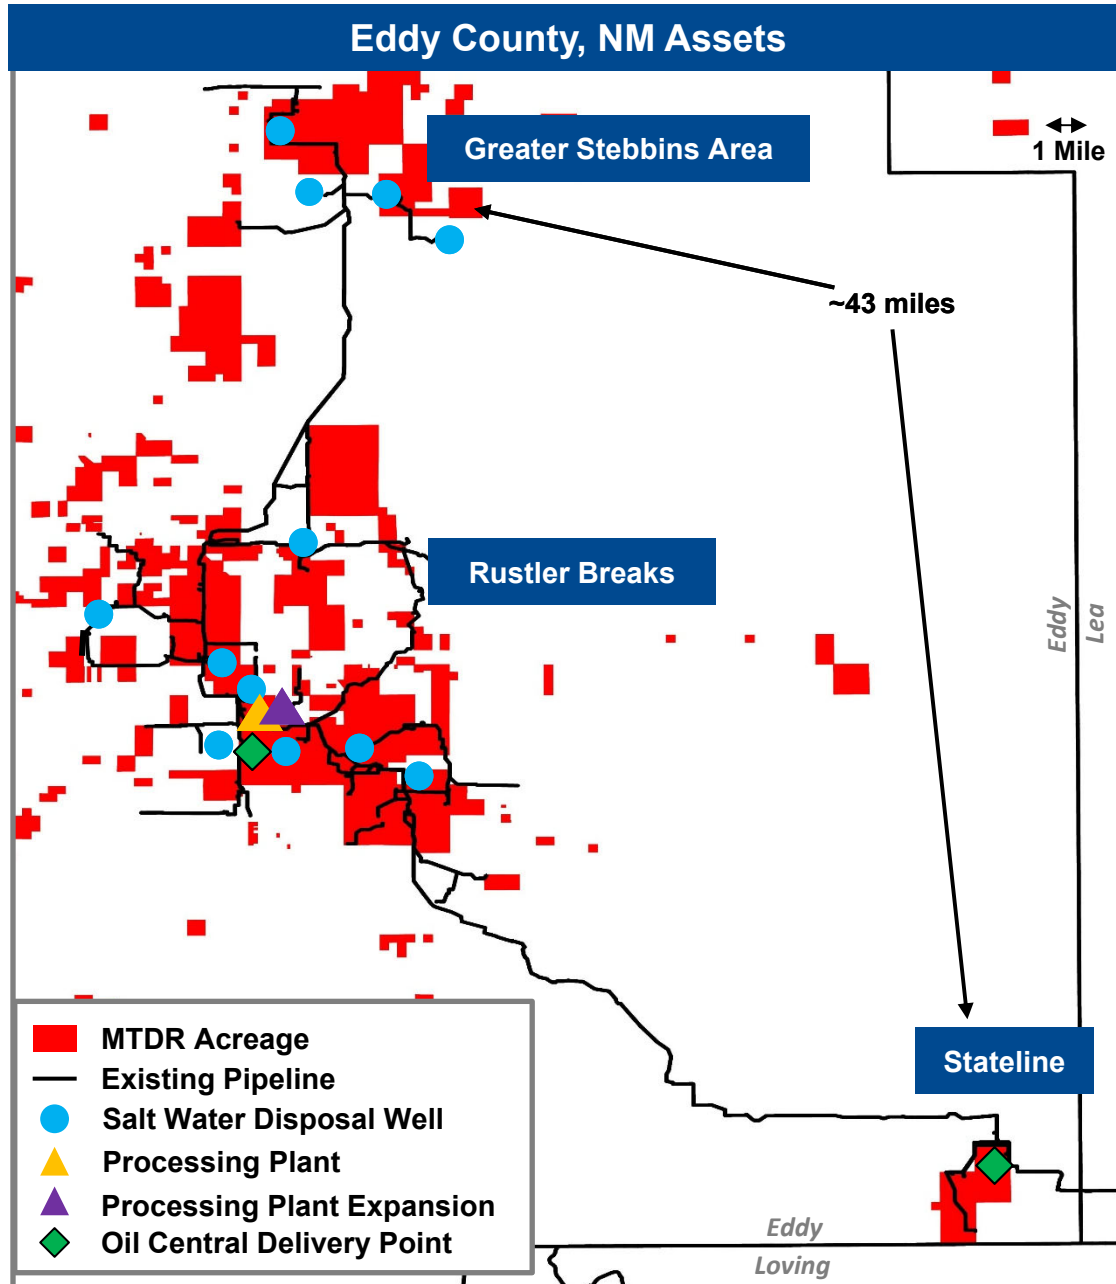 Eddy County, NM Assets
Greater Stebbins Area
1 Mile
~43 miles
Rustler Breaks
Eddy
Lea
Stateline
MTDR Acreage
Existing Pipeline
Salt Water Disposal Well
Processing Plant
Processing Plant Expansion
Oil Central Delivery Point
Eddy
Loving